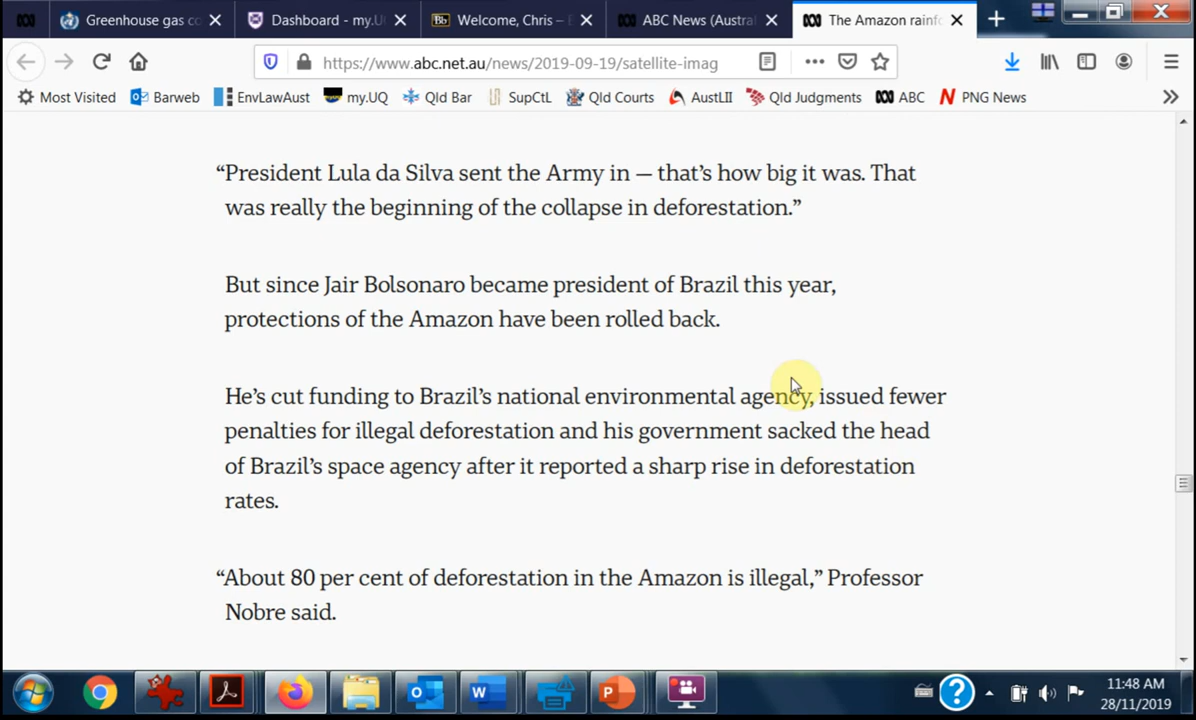 Greenhouse gas co
Dashboard - my.U
Bb
Welcome, Chris –
ABC News (Austral
The Amazon rainfo
https://www.abc.net.au/news/2019-09-19/satellite-imag
Most Visited
Barweb
EnvLawAust
my.UQ
Qld Bar
SupCtL
Qld Courts
AustLII
Qld Judgments
ABC
N
PNG News
“President Lula da Silva sent the Army in — that’s how big it was. That
was really the beginning of the collapse in deforestation.”
But since Jair Bolsonaro became president of Brazil this year,
protections of the Amazon have been rolled back.
He’s cut funding to Brazil’s national environmental agency, issued fewer
penalties for illegal deforestation and his government sacked the head
of Brazil’s space agency after it reported a sharp rise in deforestation
rates.
“About 80 per cent of deforestation in the Amazon is illegal,” Professor
Nobre said.
11:48 AM
28/11/2019